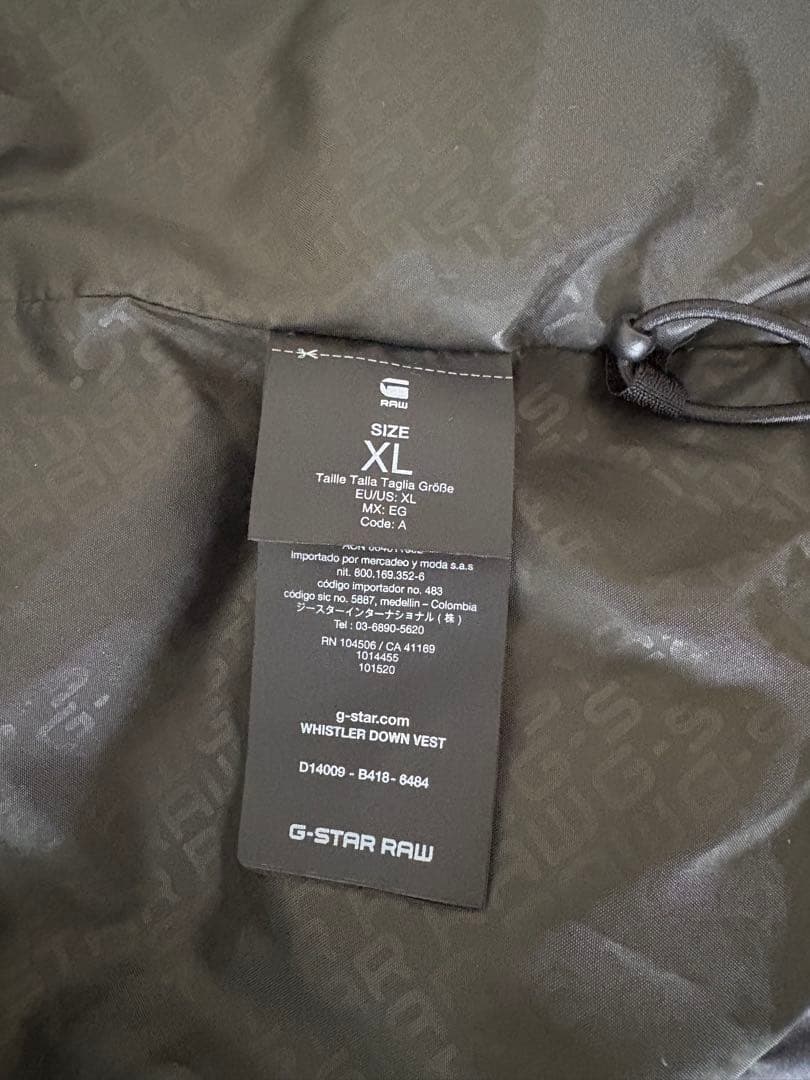 RAW
SIZE
XL
Taille Talla Taglia Größe
EU/US: XL
MX: EG
Code: A
Importado por mercadeo y moda s.a.s
nit. 800.169.352-6
código importador no. 483
código sic no. 5887, medellin – Colombia
ジースターインターナショナル(株)
Tel : 03-6890-5620
RN 104506 / CA 41169
1014455
101520
g-star.com
WHISTLER DOWN VEST
D14009 - B418- 6484
G-STAR RAW